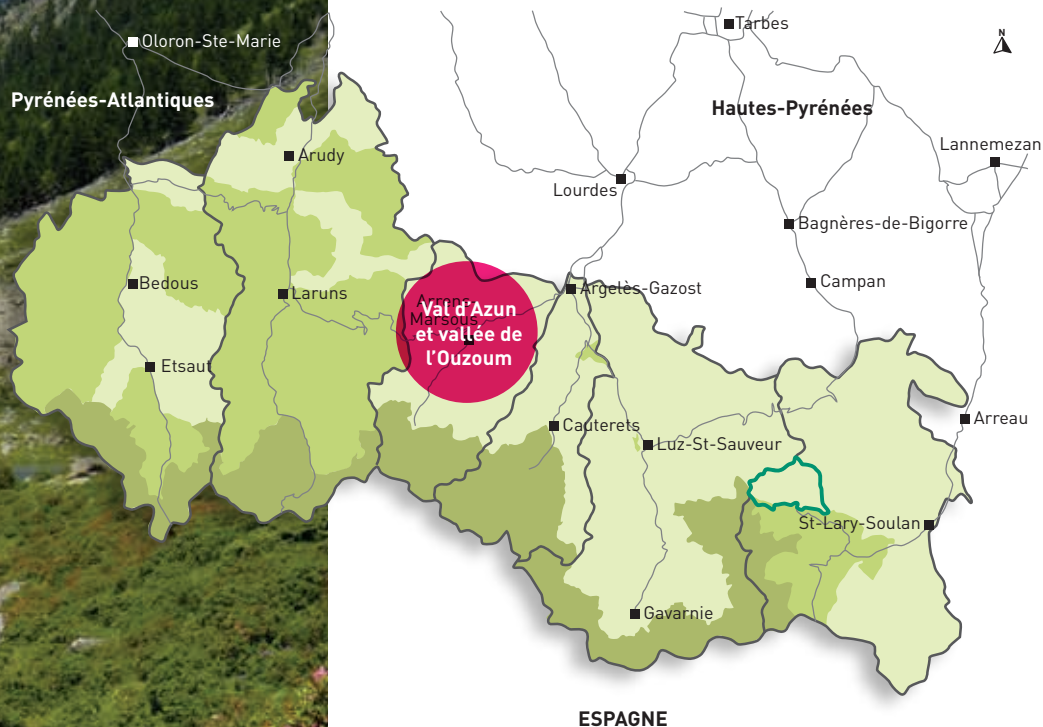 Tarbes
N
Oloron-Ste-Marie
Pyrénées-Atlantiques
Hautes-Pyrénées
Lannemezan
Arudy
Lourdes
Bagnères-de-Bigorre
Bedous
Laruns
Argelès-Gazost
Campan
Arrens-
Marsous
Val d'Azun
et vallée de
l'Ouzoum
Etsaut
Cauterets
Luz-St-Sauveur
Arreau
St-Lary-Soulan
Gavarnie
ESPAGNE